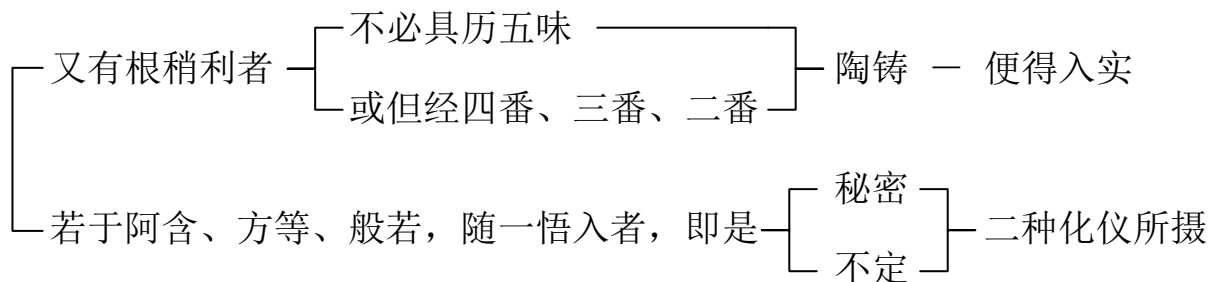 又有根稍利者
不必具历五味
或但经四番、三番、二番
陶铸 － 便得入实
若于阿含、方等、般若，随一悟入者，即是
秘密
不定
二种化仪所摄